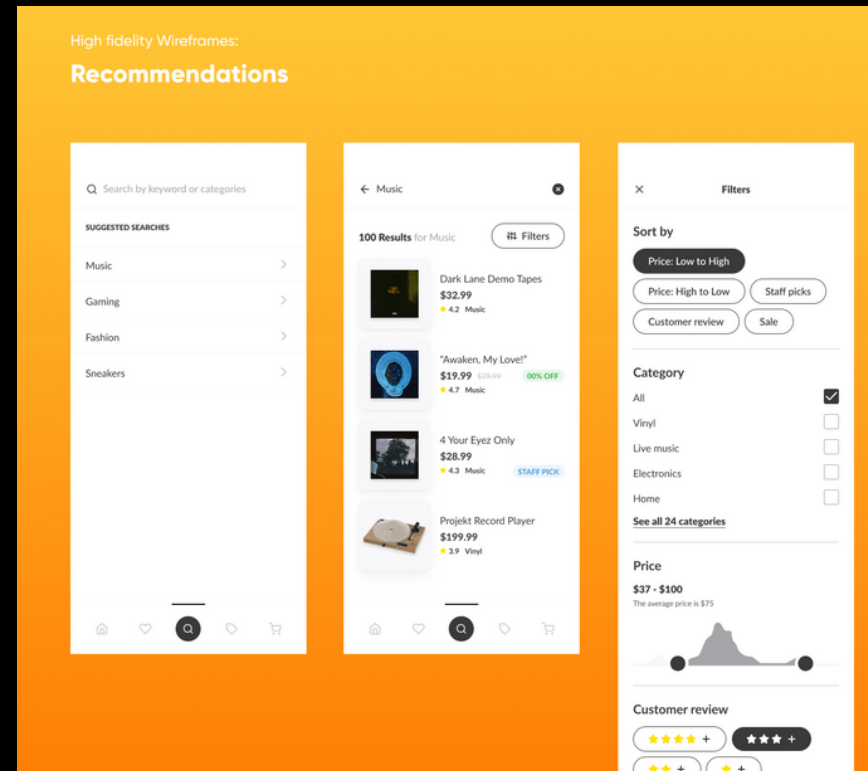 High fidelity Wireframes:
Recommendations
Search by keyword or categories
SUGGESTED SEARCHES
Music
Gaming
Fashion
Sneakers
Music
100 Results for Music
Filters
Dark Lane Demo Tapes
$32.99
4.2 Music
"Awaken, My Love!"
$19.99 $39.99 00% OFF
4.7 Music
4 Your Eyez Only
$28.99
4.3 Music STAFF PICK
Projekt Record Player
$199.99
3.9 Vinyl
Filters
Sort by
Price: Low to High
Price: High to Low Staff picks
Customer review Sale
Category
All
Vinyl
Live music
Electronics
Home
See all 24 categories
Price
$37 - $100
The average price is $75
Customer review
+ +
+ +